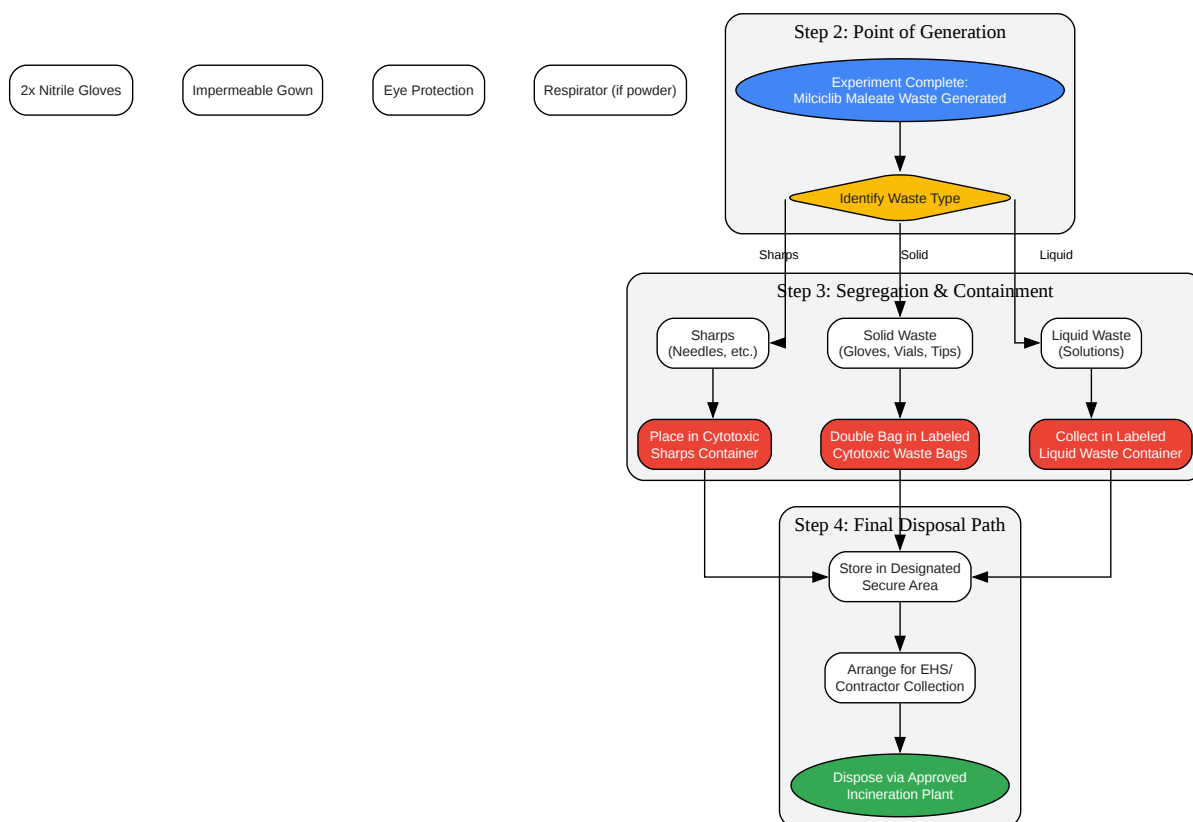 Step 2: Point of Generation
2x Nitrile Gloves
Impermeable Gown
Eye Protection
Respirator (if powder)
Experiment Complete:
Milciclib Maleate Waste Generated
Identify Waste Type
Sharps
Solid
Liquid
Step 3: Segregation & Containment
Sharps
(Needles, etc.)
Solid Waste
(Gloves, Vials, Tips)
Liquid Waste
(Solutions)
Place in Cytotoxic
Sharps Container
Double Bag in Labeled
Cytotoxic Waste Bags
Collect in Labeled
Liquid Waste Container
Step 4: Final Disposal Path
Store in Designated
Secure Area
Arrange for EHS/
Contractor Collection
Dispose via Approved
Incineration Plant